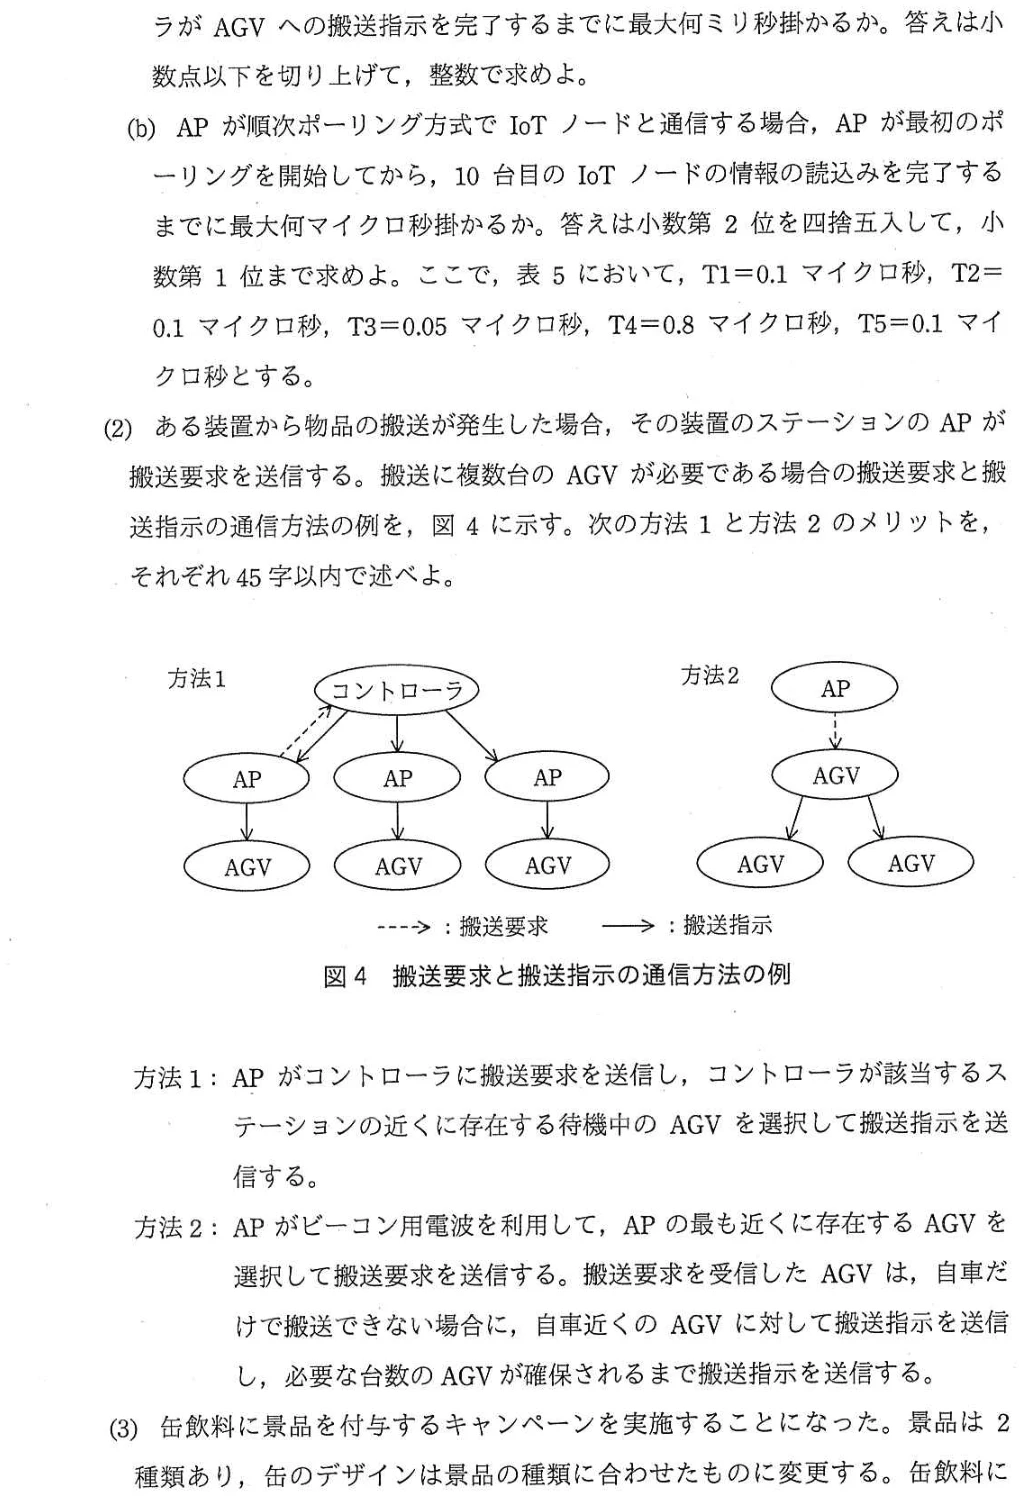 ラが AGV への搬送指示を完了するまでに最大何ミリ秒掛かるか。答えは小
数点以下を切り上げて，整数で求めよ。
(b) AP が順次ポーリング方式で IoT ノードと通信する場合，AP が最初のポ
ーリングを開始してから，10 台目の IoT ノードの情報の読込みを完了する
までに最大何マイクロ秒掛かるか。答えは小数第 2 位を四捨五入して，小
数第 1 位まで求めよ。ここで，表 5 において，T1＝0.1 マイクロ秒，T2＝
0.1 マイクロ秒，T3＝0.05 マイクロ秒，T4＝0.8 マイクロ秒，T5＝0.1 マイ
クロ秒とする。
(2) ある装置から物品の搬送が発生した場合，その装置のステーションの AP が
搬送要求を送信する。搬送に複数台の AGV が必要である場合の搬送要求と搬
送指示の通信方法の例を，図 4 に示す。次の方法 1 と方法 2 のメリットを，
それぞれ 45 字以内で述べよ。
方法1 コントローラ
AP AP AP
AGV AGV AGV
方法2 AP
AGV
AGV AGV
：搬送要求 ：搬送指示
図 4 搬送要求と搬送指示の通信方法の例
方法 1：AP がコントローラに搬送要求を送信し，コントローラが該当するス
テーションの近くに存在する待機中の AGV を選択して搬送指示を送
信する。
方法 2：AP がビーコン用電波を利用して，AP の最も近くに存在する AGV を
選択して搬送要求を送信する。搬送要求を受信した AGV は，自車だ
けで搬送できない場合に，自車近くの AGV に対して搬送指示を送信
し，必要な台数の AGV が確保されるまで搬送指示を送信する。
(3) 缶飲料に景品を付与するキャンペーンを実施することになった。景品は 2
種類あり，缶のデザインは景品の種類に合わせたものに変更する。缶飲料に